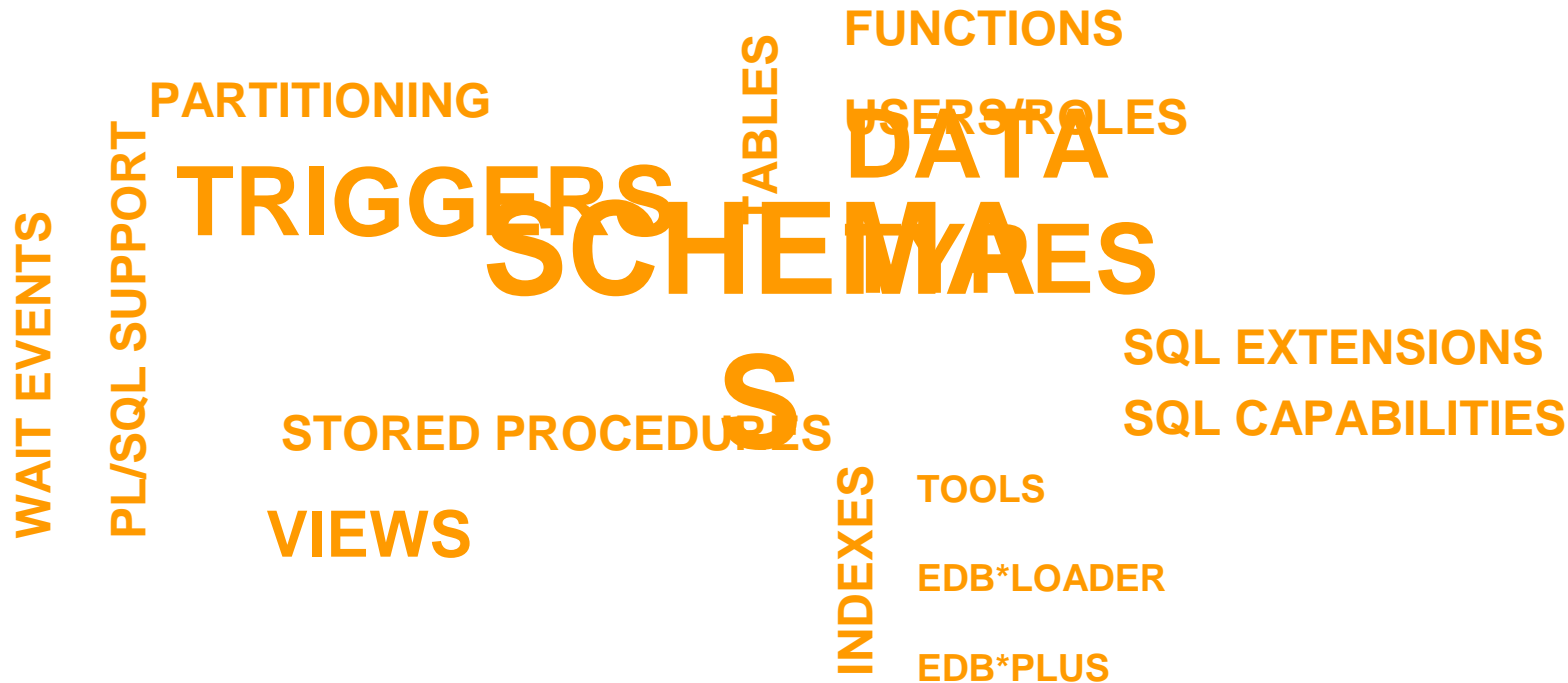 FUNCTIONS
TABLES
PARTITIONING
USERS/ROLES
DATA
TYPES
TRIGGERS
SCHEMA
S
WAIT EVENTS
PL/SQL SUPPORT
SQL EXTENSIONS
SQL CAPABILITIES
STORED PROCEDURES
VIEWS
INDEXES
TOOLS
EDB*LOADER
EDB*PLUS